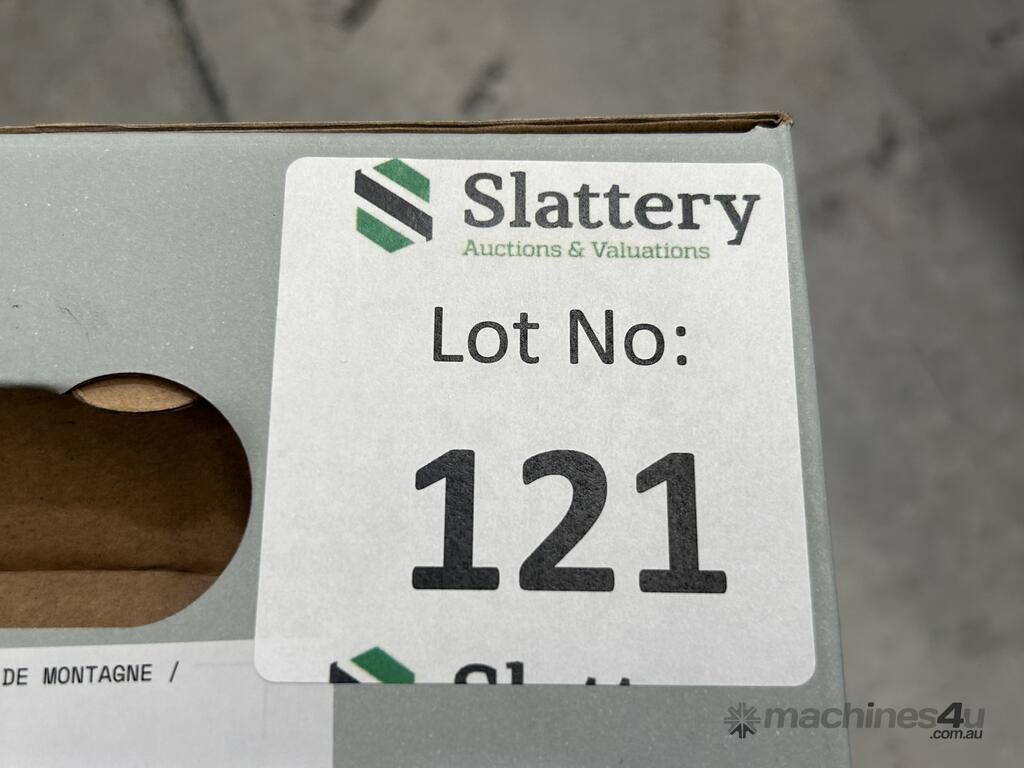 Slattery
Auctions & Valuations
Lot No:
121
DE MONTAGNE /
machines4u
.com.au